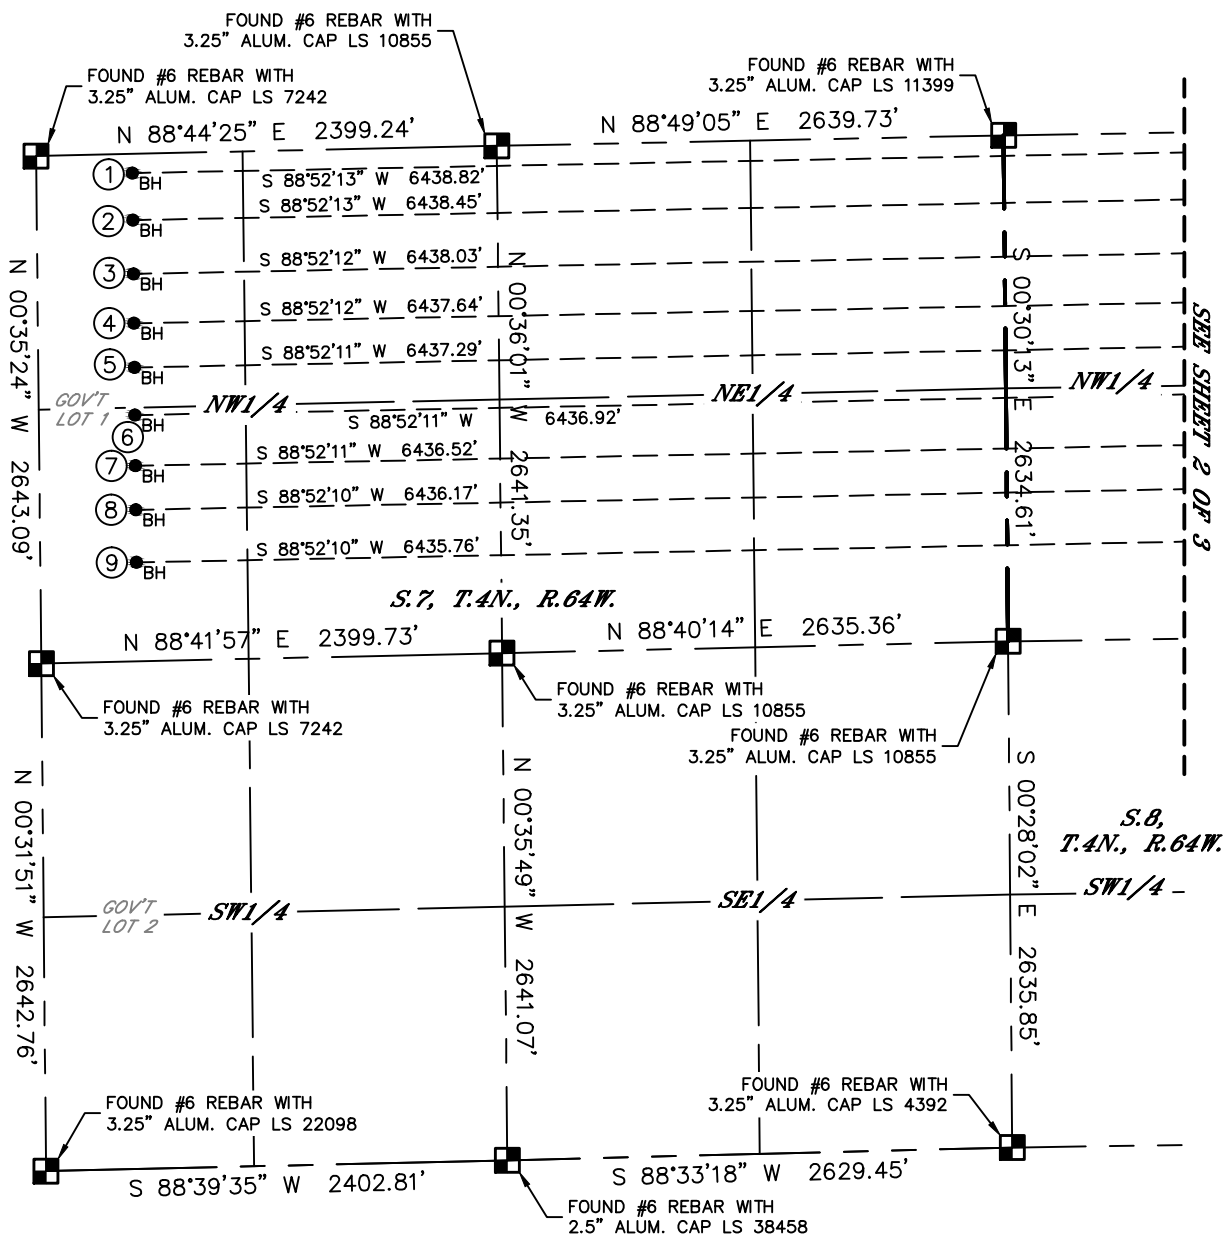 FOUND #6 REBAR WITH
3.25" ALUM. CAP LS 10855
FOUND #6 REBAR WITH
3.25" ALUM. CAP LS 7242
FOUND #6 REBAR WITH
3.25" ALUM. CAP LS 11399
N 88°44'25" E 2399.24'
N 88°49'05" E 2639.73'
1
BH
S 88°52'13" W 6438.82'
2
BH
S 88°52'13" W 6438.45'
3
BH
S 88°52'12" W 6438.03'
4
BH
S 88°52'12" W 6437.64'
5
BH
S 88°52'11" W 6437.29'
6
BH
S 88°52'11" W 6436.92'
7
BH
S 88°52'11" W 6436.52'
8
BH
S 88°52'10" W 6436.17'
9
BH
S 88°52'10" W 6435.76'
N 00°35'24" W 2643.09'
N 00°36'01" W 2641.35'
S 00°30'13" E 2634.61'
GOV'T
LOT 1
NW1/4
NE1/4
NW1/4
SEE SHEET 2 OF 3
S.7, T.4N., R.64W.
N 88°41'57" E 2399.73'
N 88°40'14" E 2635.36'
FOUND #6 REBAR WITH
3.25" ALUM. CAP LS 7242
FOUND #6 REBAR WITH
3.25" ALUM. CAP LS 10855
FOUND #6 REBAR WITH
3.25" ALUM. CAP LS 10855
N 00°31'51" W 2642.76'
N 00°35'49" W 2641.07'
S 00°28'02" E 2635.85'
S.8,
T.4N., R.64W.
GOV'T
LOT 2
SW1/4
SE1/4
SW1/4
FOUND #6 REBAR WITH
3.25" ALUM. CAP LS 22098
FOUND #6 REBAR WITH
3.25" ALUM. CAP LS 4392
S 88°39'35" W 2402.81'
S 88°33'18" W 2629.45'
FOUND #6 REBAR WITH
2.5" ALUM. CAP LS 38458